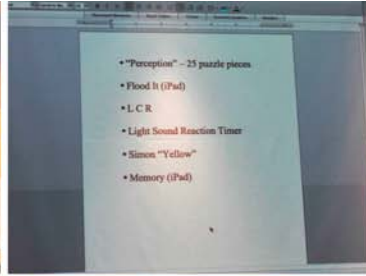 • "Perception" – 25 puzzle pieces
• Flood It (iPad)
• L C R
• Light Sound Reaction Timer
• Simon "Yellow"
• Memory (iPad)